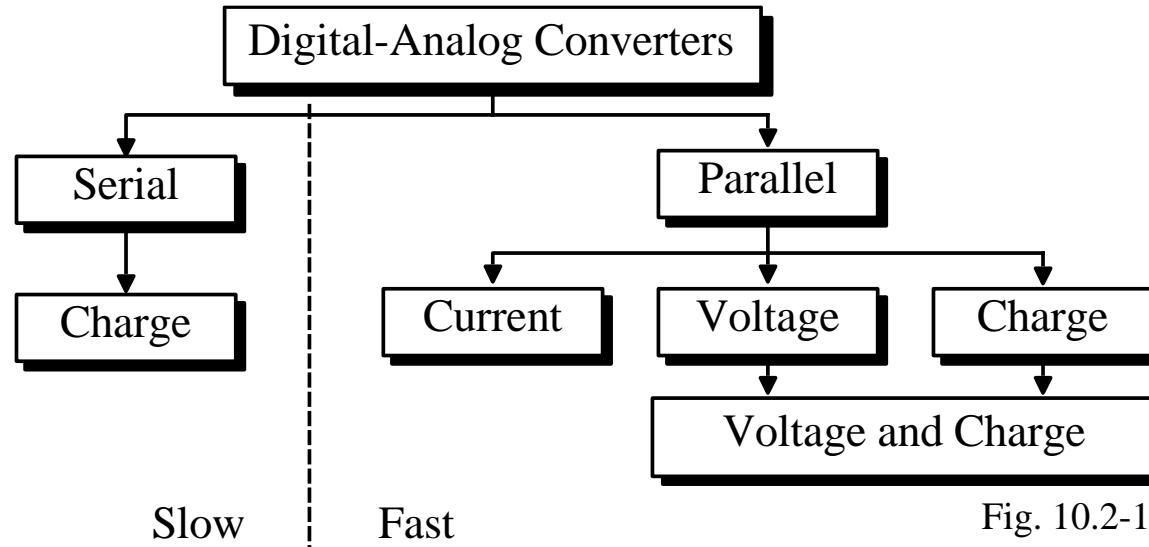 Digital-Analog Converters
Serial
Parallel
Charge
Current
Voltage
Charge
Voltage and Charge
Slow
Fast
Fig. 10.2-1